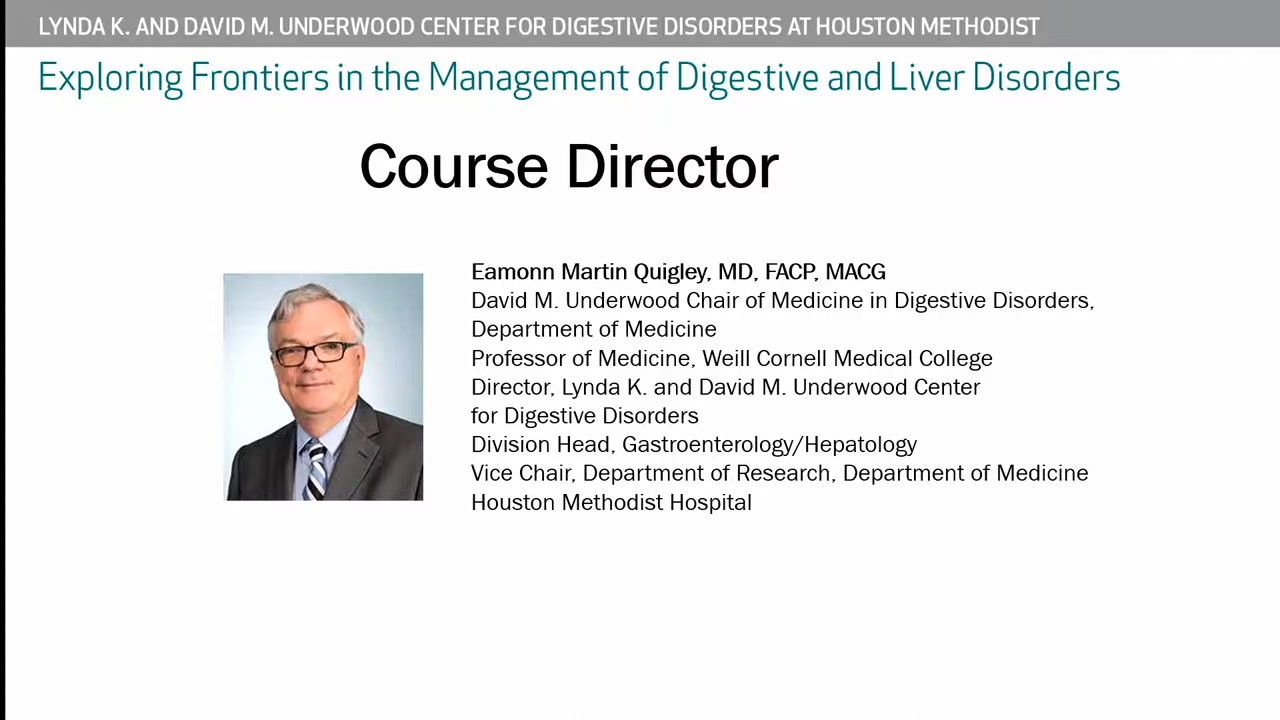 LYNDA K. AND DAVID M. UNDERWOOD CENTER FOR DIGESTIVE DISORDERS AT HOUSTON METHODIST
Exploring Frontiers in the Management of Digestive and Liver Disorders
Course Director
Eamonn Martin Quigley, MD, FACP, MACG
David M. Underwood Chair of Medicine in Digestive Disorders,
Department of Medicine
Professor of Medicine, Weill Cornell Medical College
Director, Lynda K. and David M. Underwood Center
for Digestive Disorders
Division Head, Gastroenterology/Hepatology
Vice Chair, Department of Research, Department of Medicine
Houston Methodist Hospital